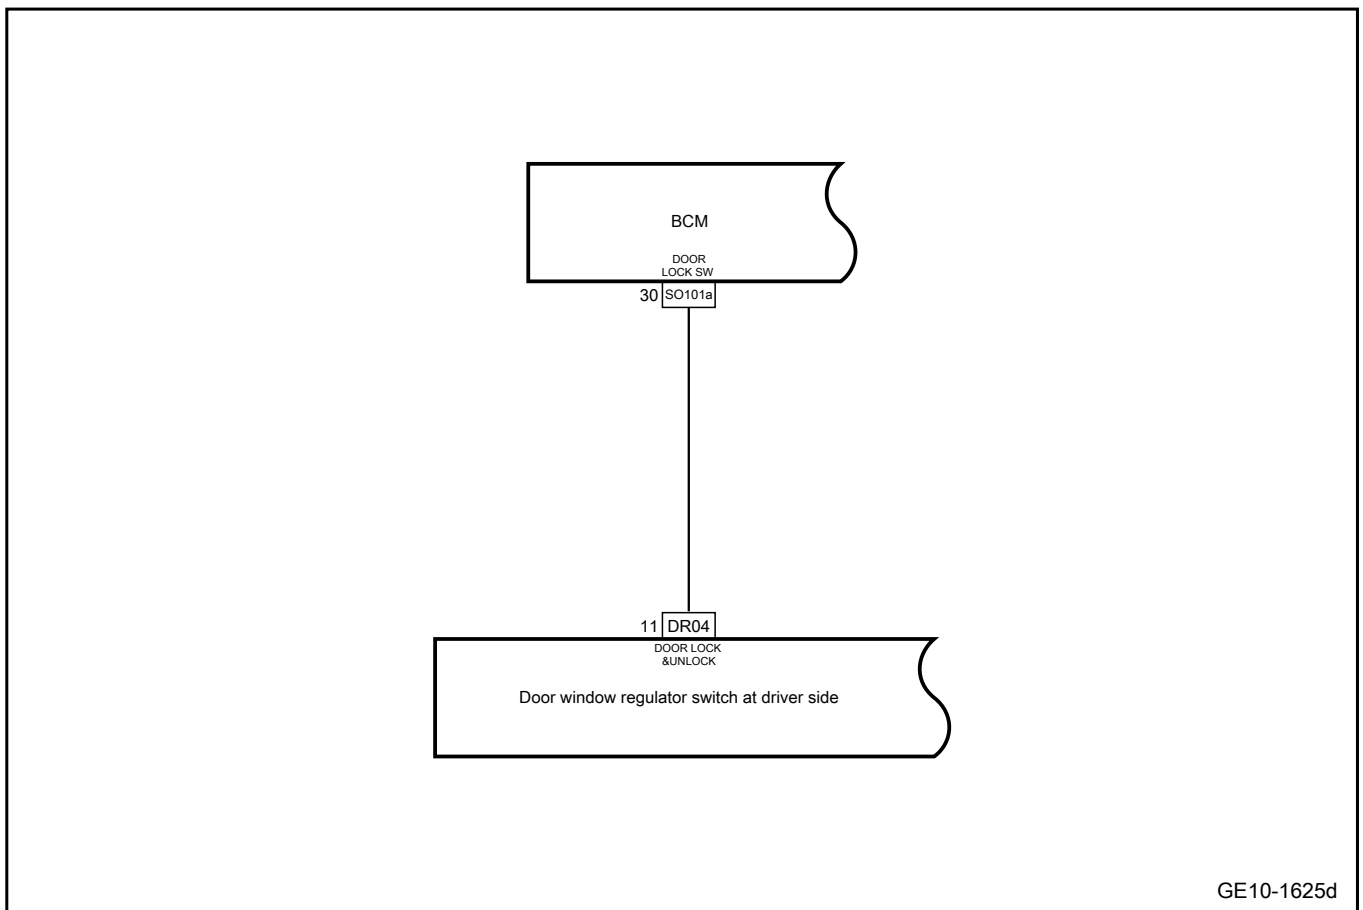 BCM
DOOR
LOCK SW
30 SO101a
11 DR04
DOOR LOCK
&UNLOCK
Door window regulator switch at driver side
GE10-1625d